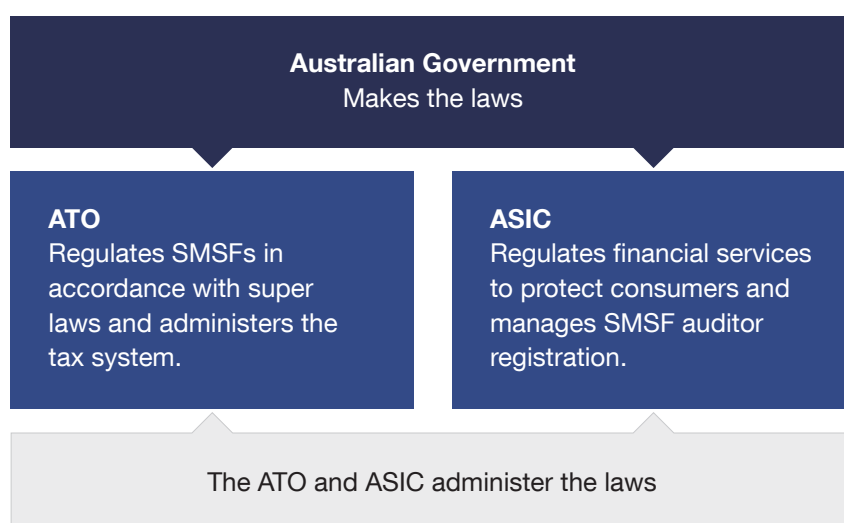 Australian Government
Makes the laws
ATO
Regulates SMSFs in
accordance with super
laws and administers the
tax system.
ASIC
Regulates financial services
to protect consumers and
manages SMSF auditor
registration.
The ATO and ASIC administer the laws